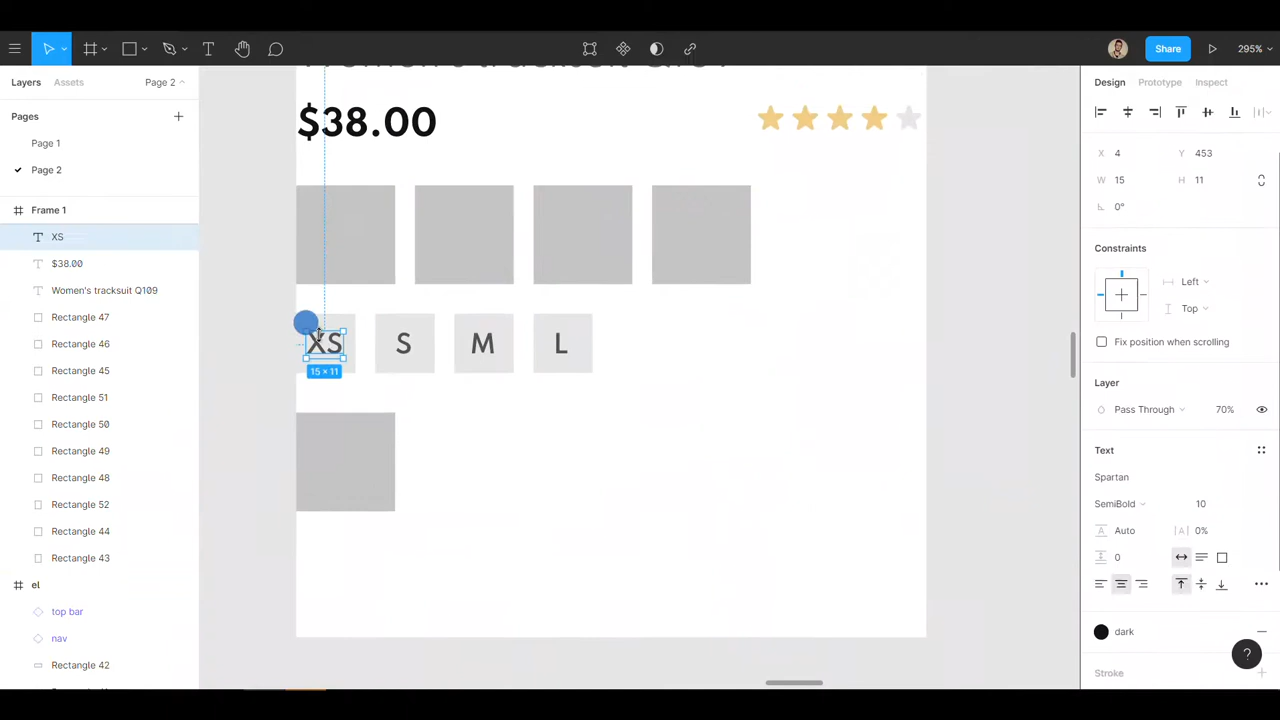 Share
295%
Layers
Assets
Page 2
Pages
Page 1
Page 2
Frame 1
XS
$38.00
Women's tracksuit Q109
Rectangle 47
Rectangle 46
Rectangle 45
Rectangle 51
Rectangle 50
Rectangle 49
Rectangle 48
Rectangle 52
Rectangle 44
Rectangle 43
el
top bar
nav
Rectangle 42
Women's tracksuit Q109
$38.00
XS
S
M
L
15 × 11
Design
Prototype
Inspect
X 4
Y 453
W 15
H 11
0°
Constraints
Left
Top
Fix position when scrolling
Layer
Pass Through
70%
Text
Spartan
SemiBold
10
Auto
0%
0
dark
Stroke
?